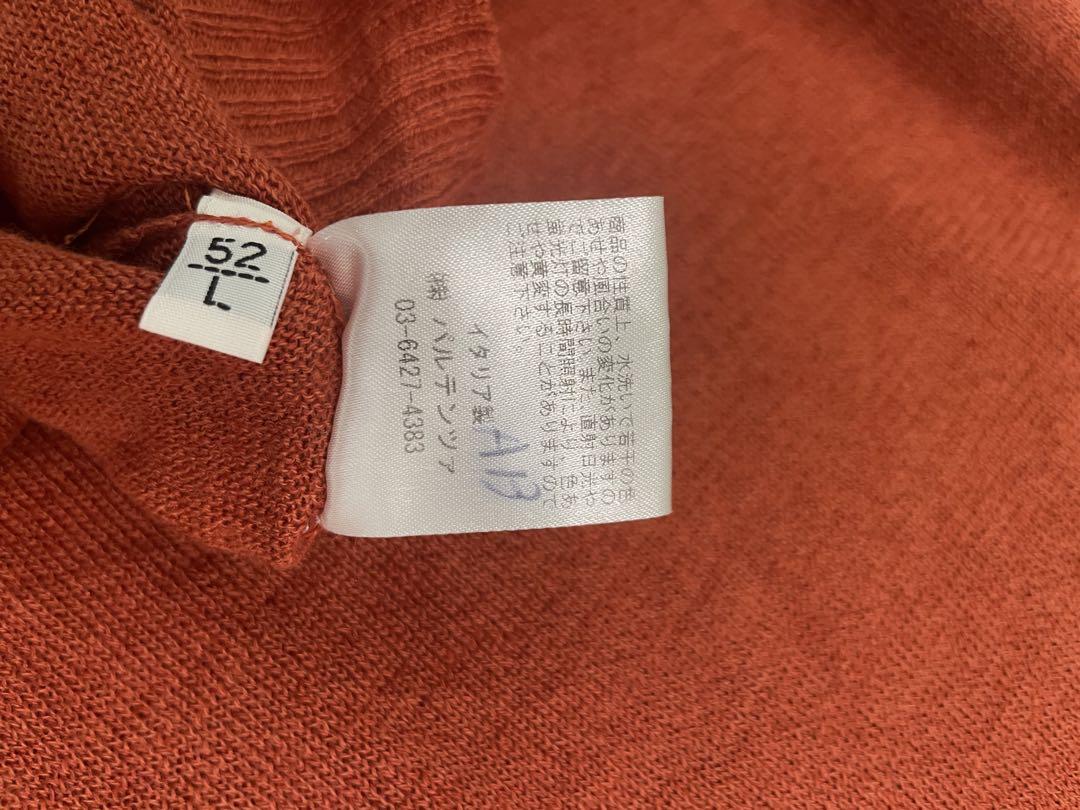 52
L
商品の性質上、水洗いで若干の色
あせや風合いの変化がありますの
でご留意下さい。また、直射日光や
蛍光灯の長時間照射により、色あ
せや黄変することがありますので
ご注意下さい。
イタリア製
㈱バルテンツァ
03-6427-4383
AB